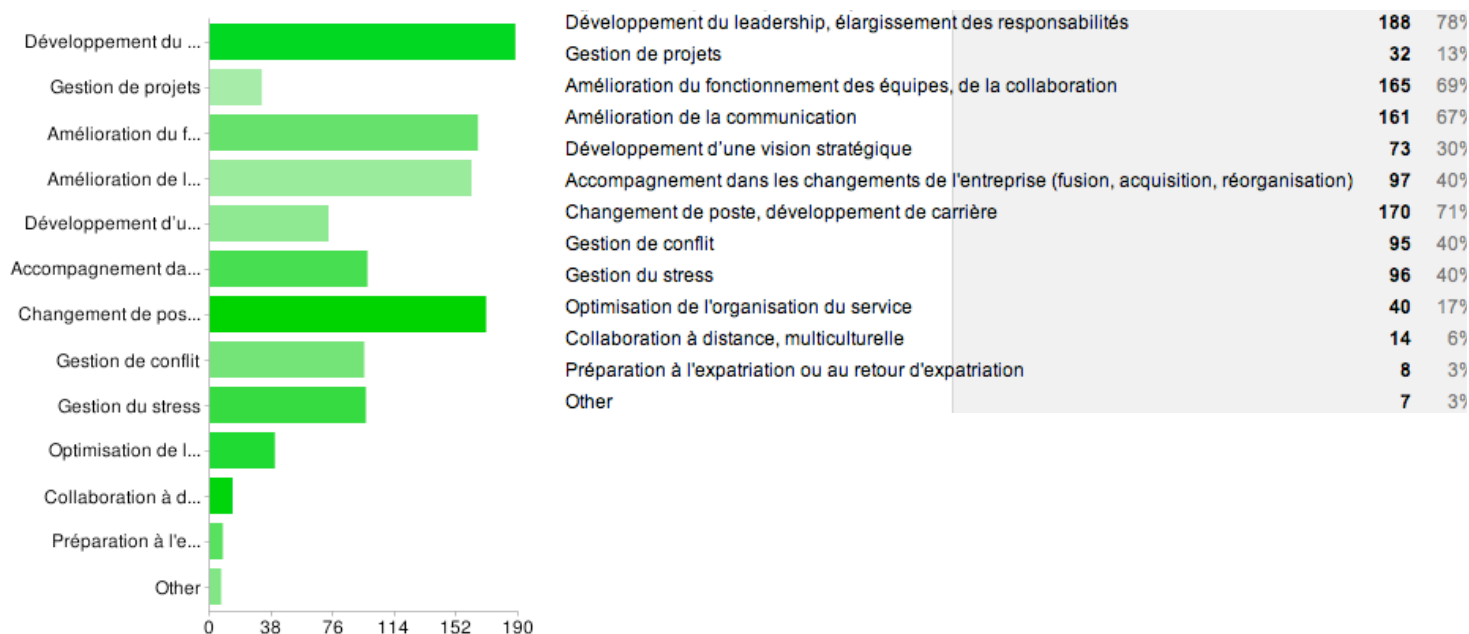 Développement du ...
Gestion de projets
Amélioration du f...
Amélioration de l...
Développement d'u...
Accompagnement da...
Changement de pos...
Gestion de conflit
Gestion du stress
Optimisation de l...
Collaboration à d...
Préparation à l'e...
Other
0 38 76 114 152 190
Développement du leadership, élargissement des responsabilités 188 78%
Gestion de projets 32 13%
Amélioration du fonctionnement des équipes, de la collaboration 165 69%
Amélioration de la communication 161 67%
Développement d'une vision stratégique 73 30%
Accompagnement dans les changements de l'entreprise (fusion, acquisition, réorganisation) 97 40%
Changement de poste, développement de carrière 170 71%
Gestion de conflit 95 40%
Gestion du stress 96 40%
Optimisation de l'organisation du service 40 17%
Collaboration à distance, multiculturelle 14 6%
Préparation à l'expatriation ou au retour d'expatriation 8 3%
Other 7 3%